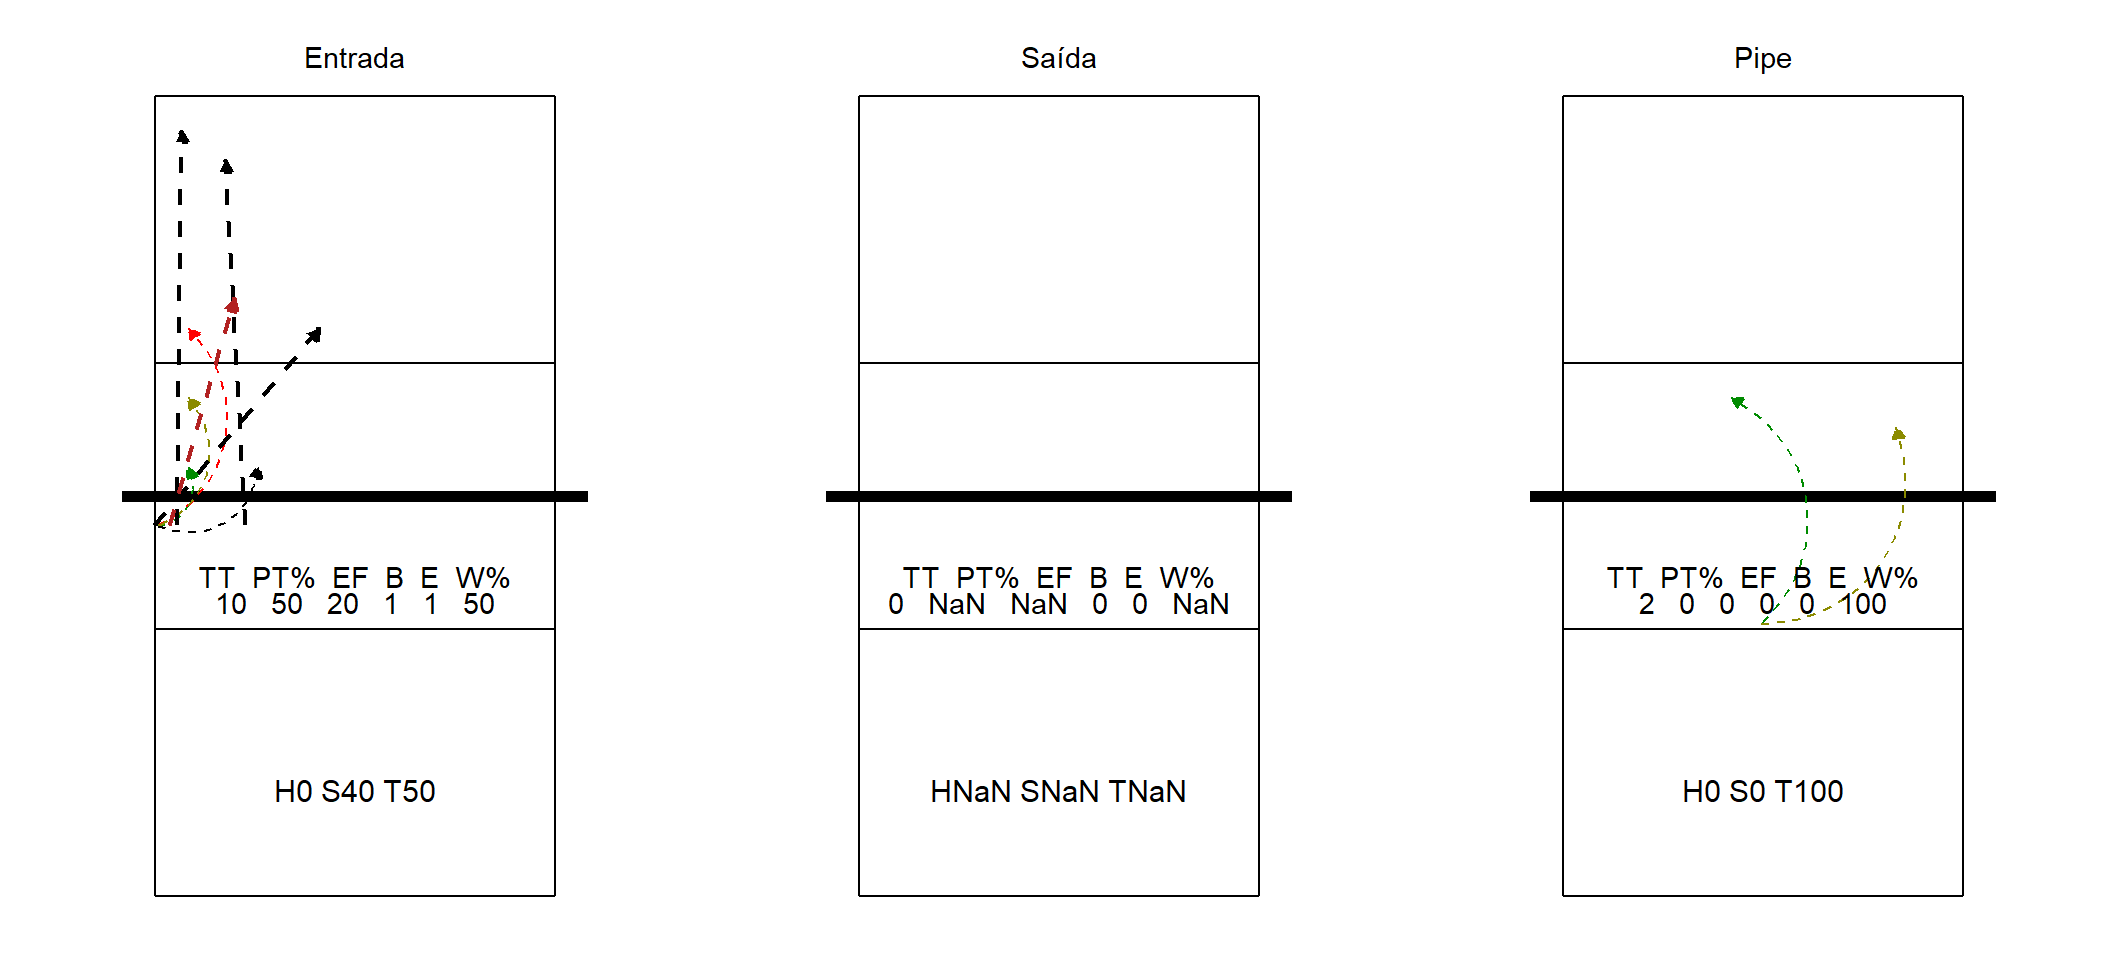 Entrada
TT PT% EF B E W%
10 50 20 1 1 50
H0 S40 T50
Saída
TT PT% EF B E W%
0 NaN NaN 0 0 NaN
HNaN SNaN TNaN
Pipe
TT PT% EF B E W%
2 0 0 0 0 100
H0 S0 T100